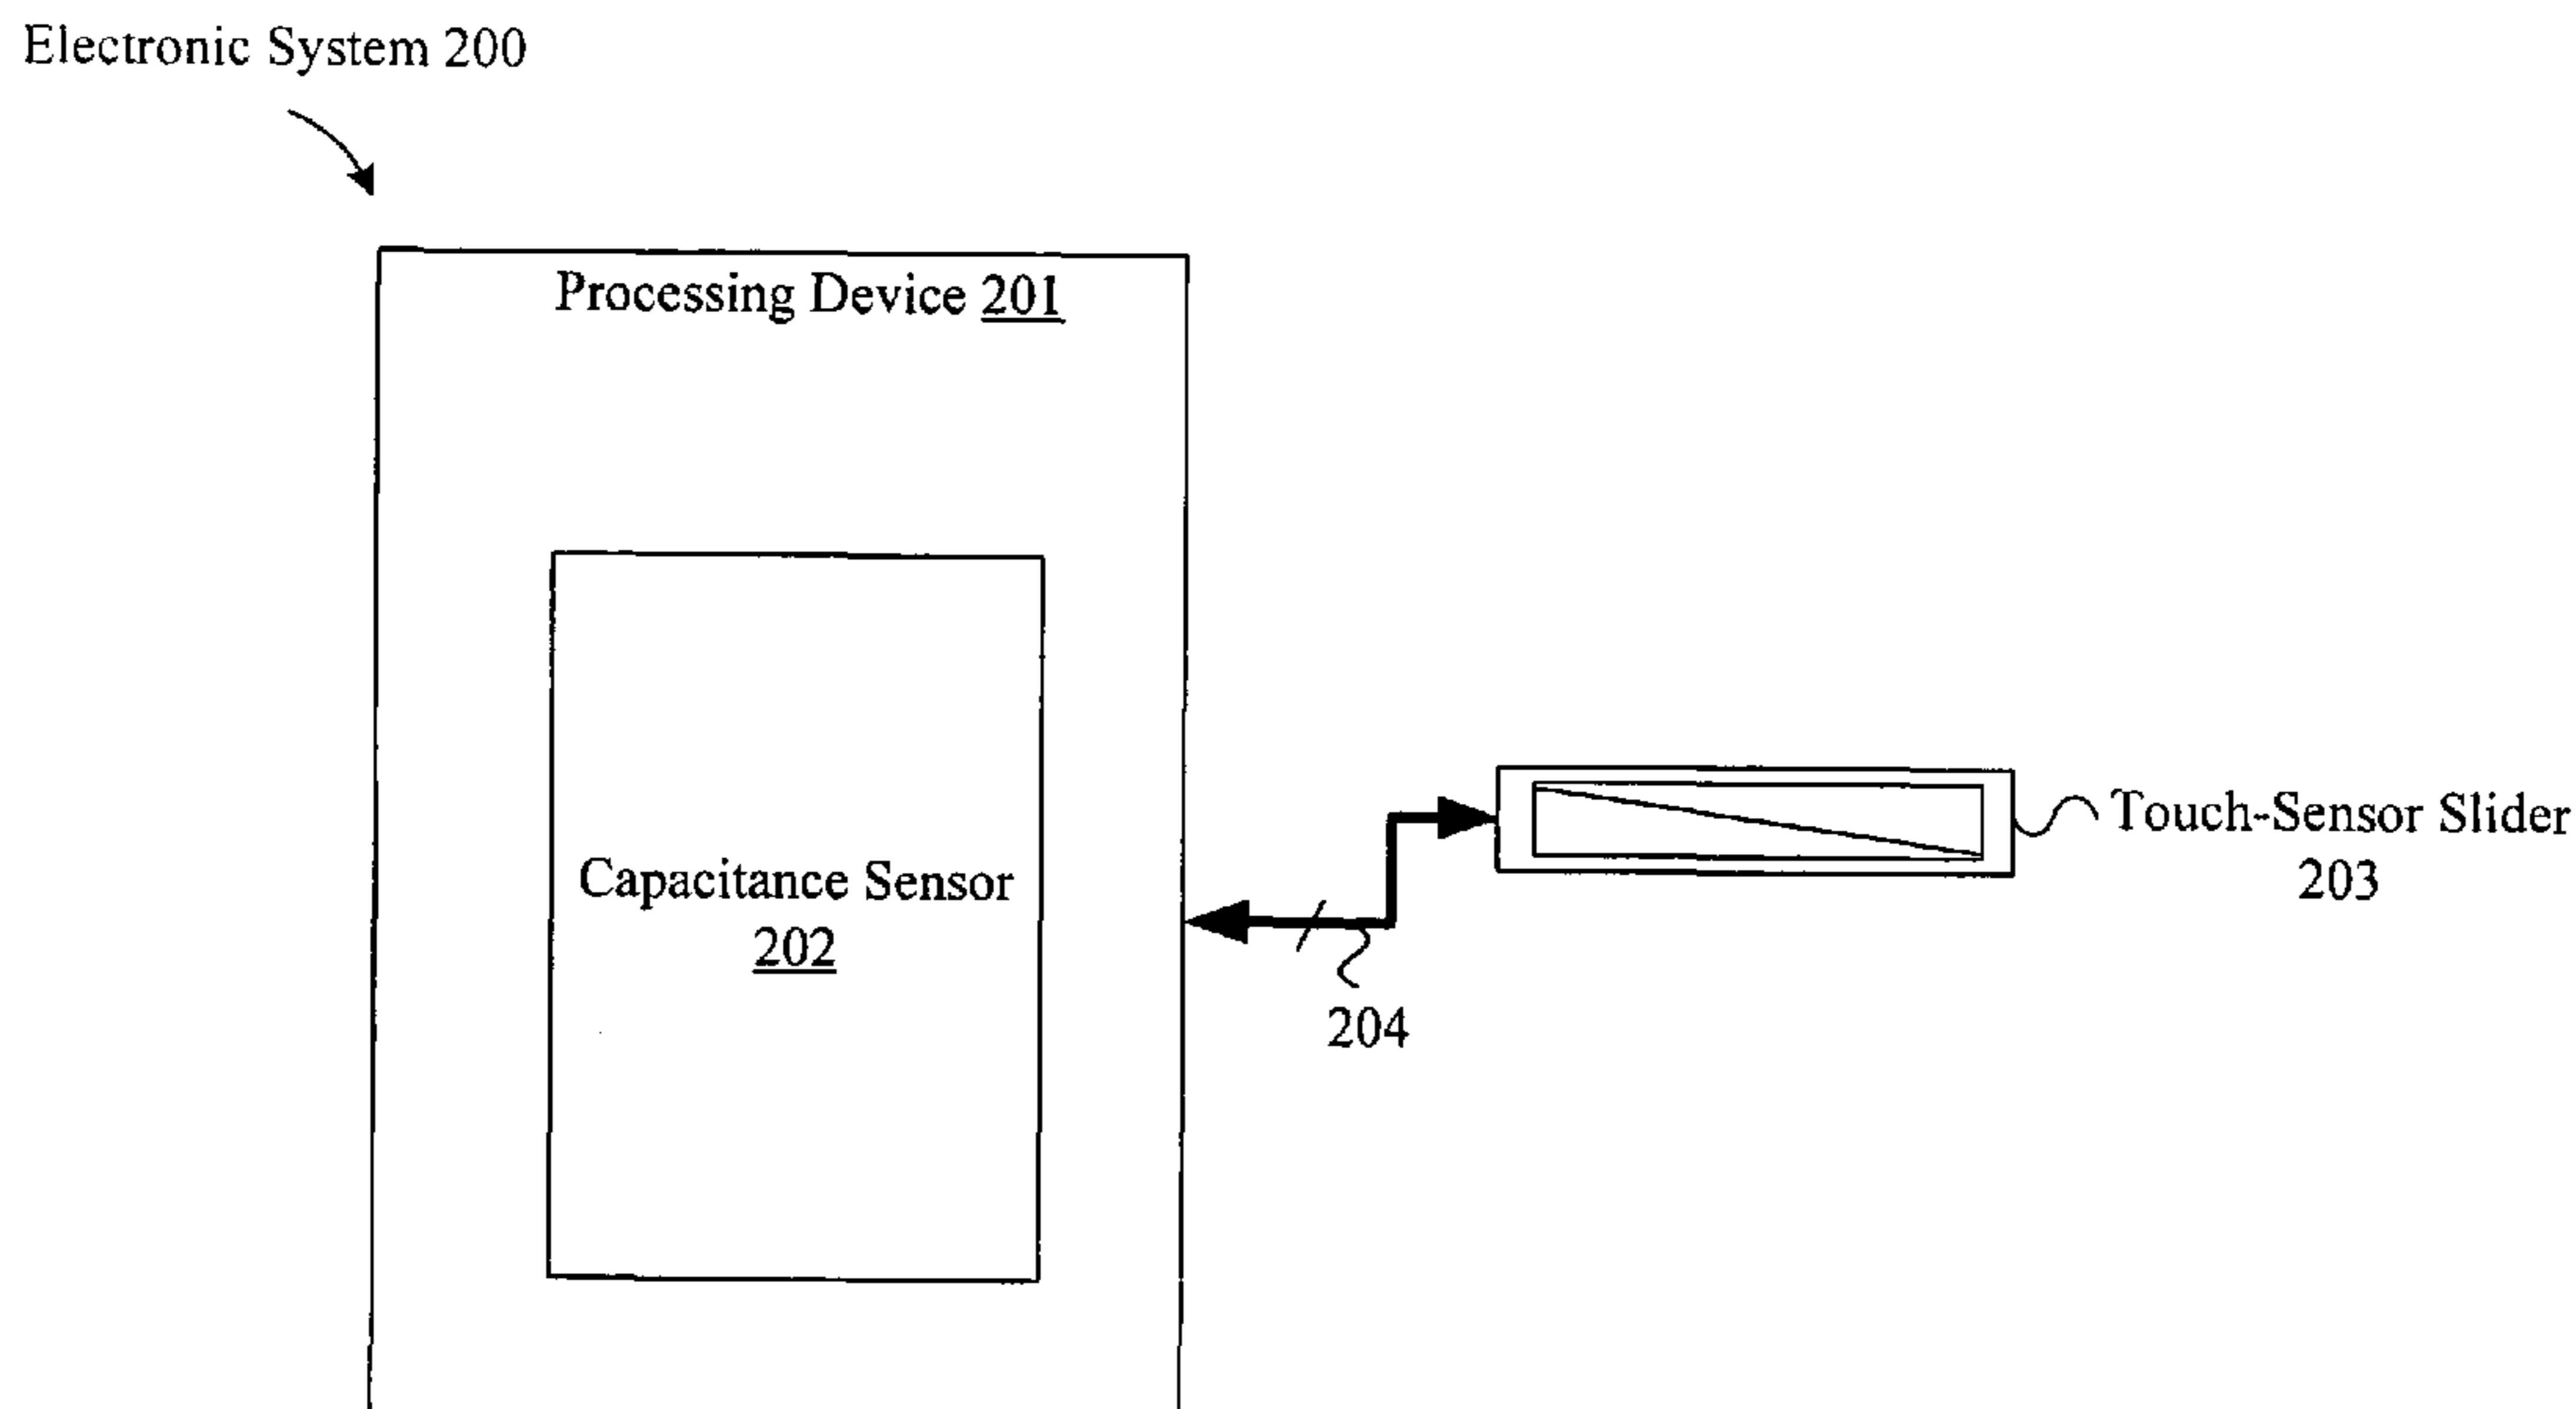 Electronic System 200
Processing Device 201
Capacitance Sensor
202
Touch-Sensor Slider
203
204